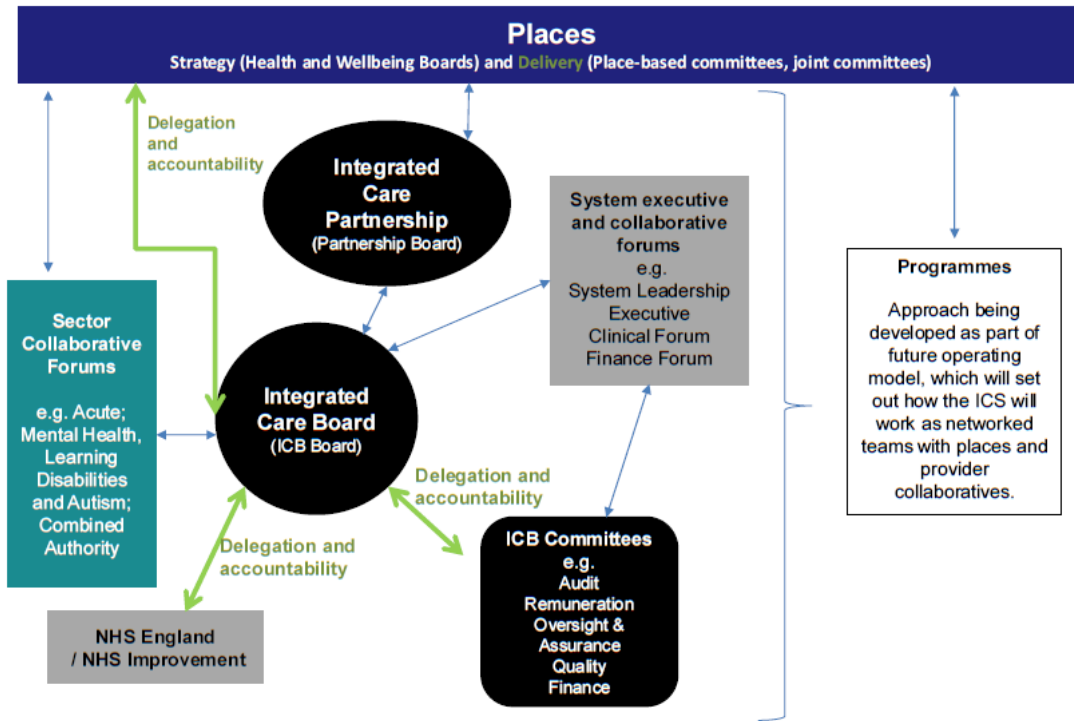 Places
Strategy (Health and Wellbeing Boards) and Delivery (Place-based committees, joint committees)
Delegation
and
accountability
Integrated
Care
Partnership
(Partnership Board)
System executive
and collaborative
forums
e.g.
System Leadership
Executive
Clinical Forum
Finance Forum
Programmes
Approach being
developed as part of
future operating
model, which will set
out how the ICS will
work as networked
teams with places and
provider
collaboratives.
Sector
Collaborative
Forums
e.g. Acute;
Mental Health,
Learning
Disabilities
and Autism;
Combined
Authority
Integrated
Care Board
(ICB Board)
Delegation and
accountability
Delegation and
accountability
ICB Committees
e.g.
Audit
Remuneration
Oversight &
Assurance
Quality
Finance
NHS England
/ NHS Improvement